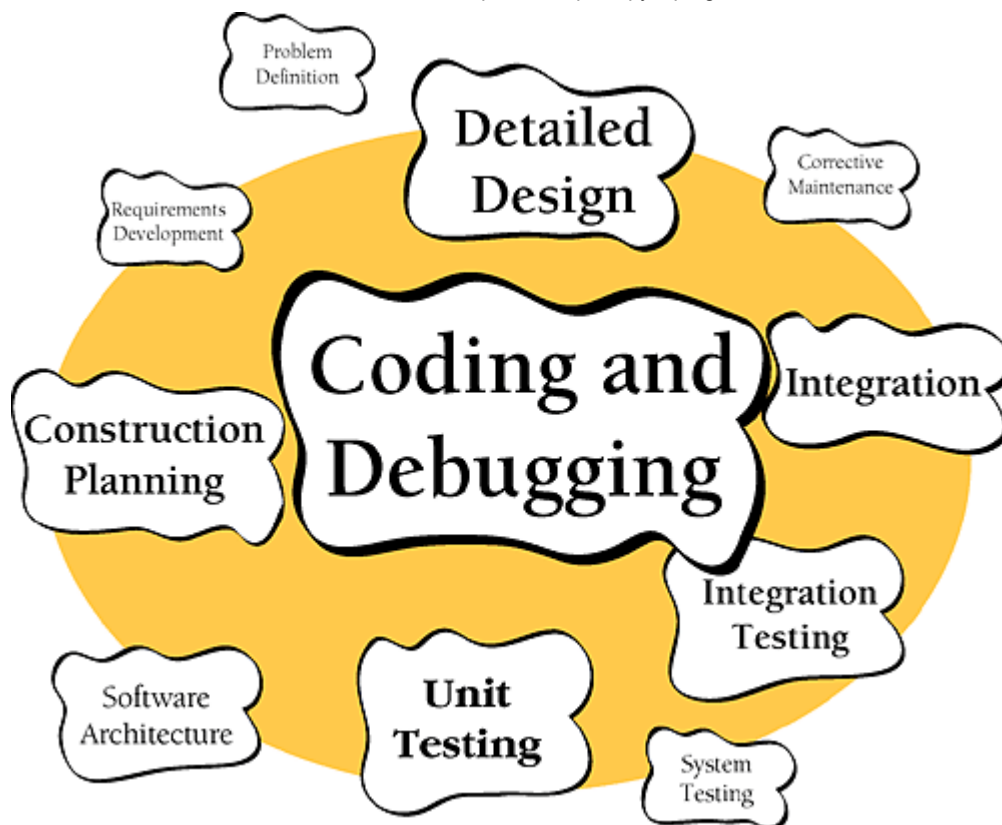 Problem
Definition
Detailed
Design
Corrective
Maintenance
Requirements
Development
Coding and
Debugging
Integration
Construction
Planning
Integration
Testing
Software
Architecture
Unit
Testing
System
Testing